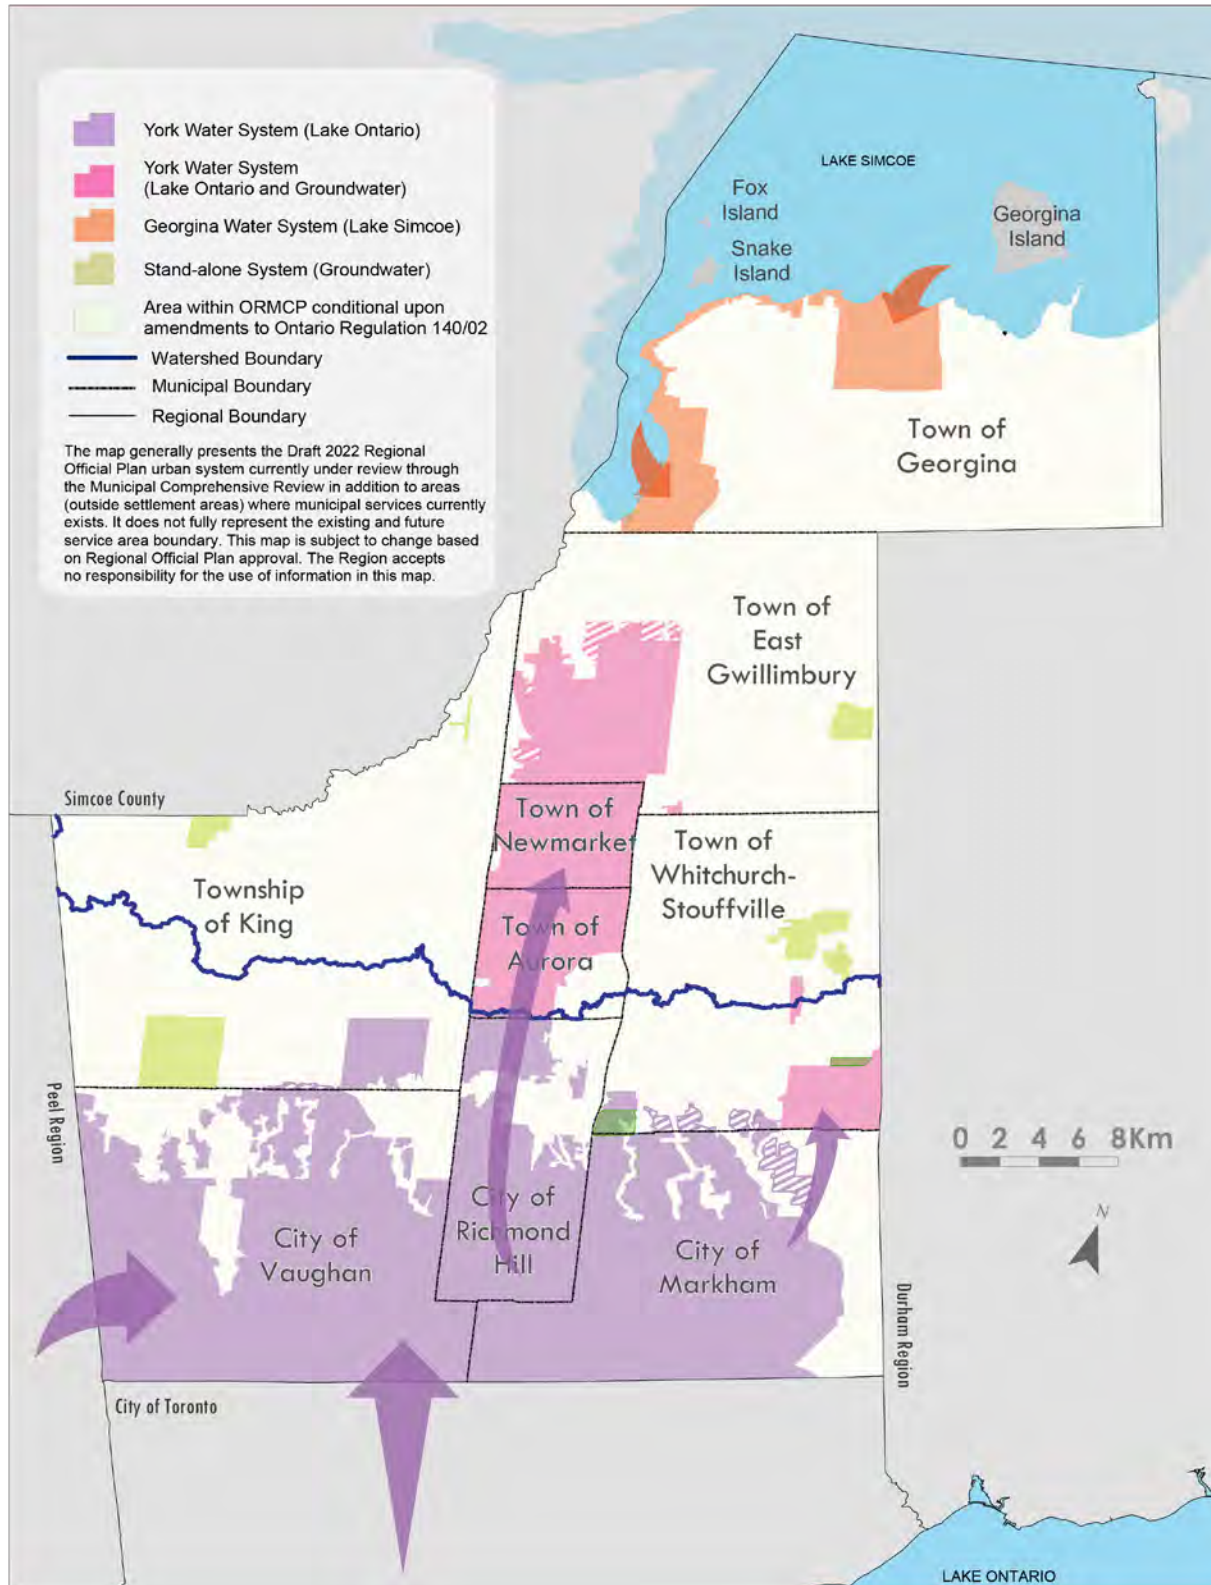 York Water System (Lake Ontario)
York Water System
(Lake Ontario and Groundwater)
Georgina Water System (Lake Simcoe)
Stand-alone System (Groundwater)
Area within ORMCP conditional upon
amendments to Ontario Regulation 140/02
Watershed Boundary
Municipal Boundary
Regional Boundary
The map generally presents the Draft 2022 Regional
Official Plan urban system currently under review through
the Municipal Comprehensive Review in addition to areas
(outside settlement areas) where municipal services currently
exists. It does not fully represent the existing and future
service area boundary. This map is subject to change based
on Regional Official Plan approval. The Region accepts
no responsibility for the use of information in this map.
LAKE SIMCOE
Fox
Island
Snake
Island
Georgina
Island
Town of
Georgina
Town of
East
Gwillimbury
Simcoe County
Town of
Newmarket
Town of
Whitchurch-
Stouffville
Township
of King
Town of
Aurora
Peel Region
City of
Vaughan
City of
Richmond
Hill
City of
Markham
0 2 4 6 8Km
N
Durham Region
City of Toronto
LAKE ONTARIO